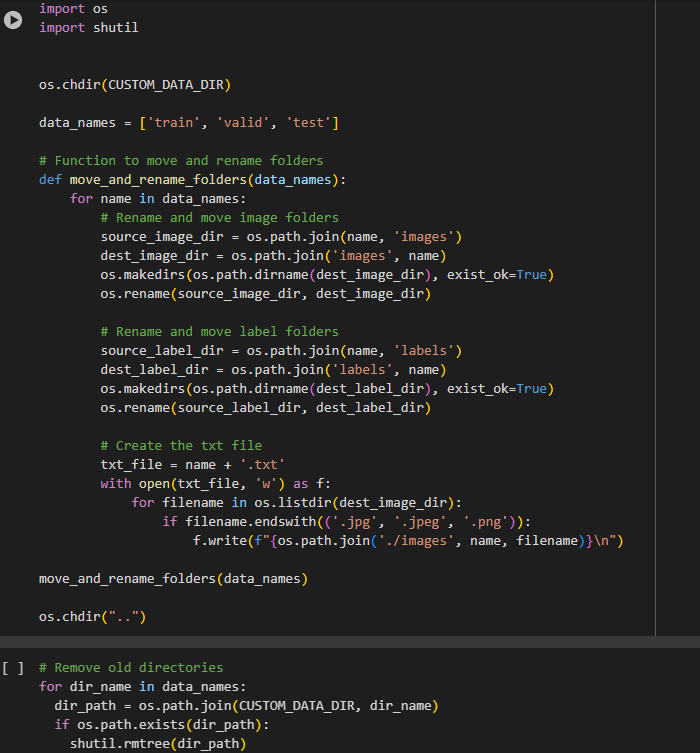 import os
import shutil
os.chdir(CUSTOM_DATA_DIR)
data_names = ['train', 'valid', 'test']
# Function to move and rename folders
def move_and_rename_folders(data_names):
    for name in data_names:
        # Rename and move image folders
        source_image_dir = os.path.join(name, 'images')
        dest_image_dir = os.path.join('images', name)
        os.makedirs(os.path.dirname(dest_image_dir), exist_ok=True)
        os.rename(source_image_dir, dest_image_dir)
        # Rename and move label folders
        source_label_dir = os.path.join(name, 'labels')
        dest_label_dir = os.path.join('labels', name)
        os.makedirs(os.path.dirname(dest_label_dir), exist_ok=True)
        os.rename(source_label_dir, dest_label_dir)
        # Create the txt file
        txt_file = name + '.txt'
        with open(txt_file, 'w') as f:
            for filename in os.listdir(dest_image_dir):
                if filename.endswith(('.jpg', '.jpeg', '.png')):
                    f.write(f"{os.path.join('./images', name, filename)}\n")
move_and_rename_folders(data_names)
os.chdir("..")
[ ] # Remove old directories
for dir_name in data_names:
  dir_path = os.path.join(CUSTOM_DATA_DIR, dir_name)
  if os.path.exists(dir_path):
    shutil.rmtree(dir_path)